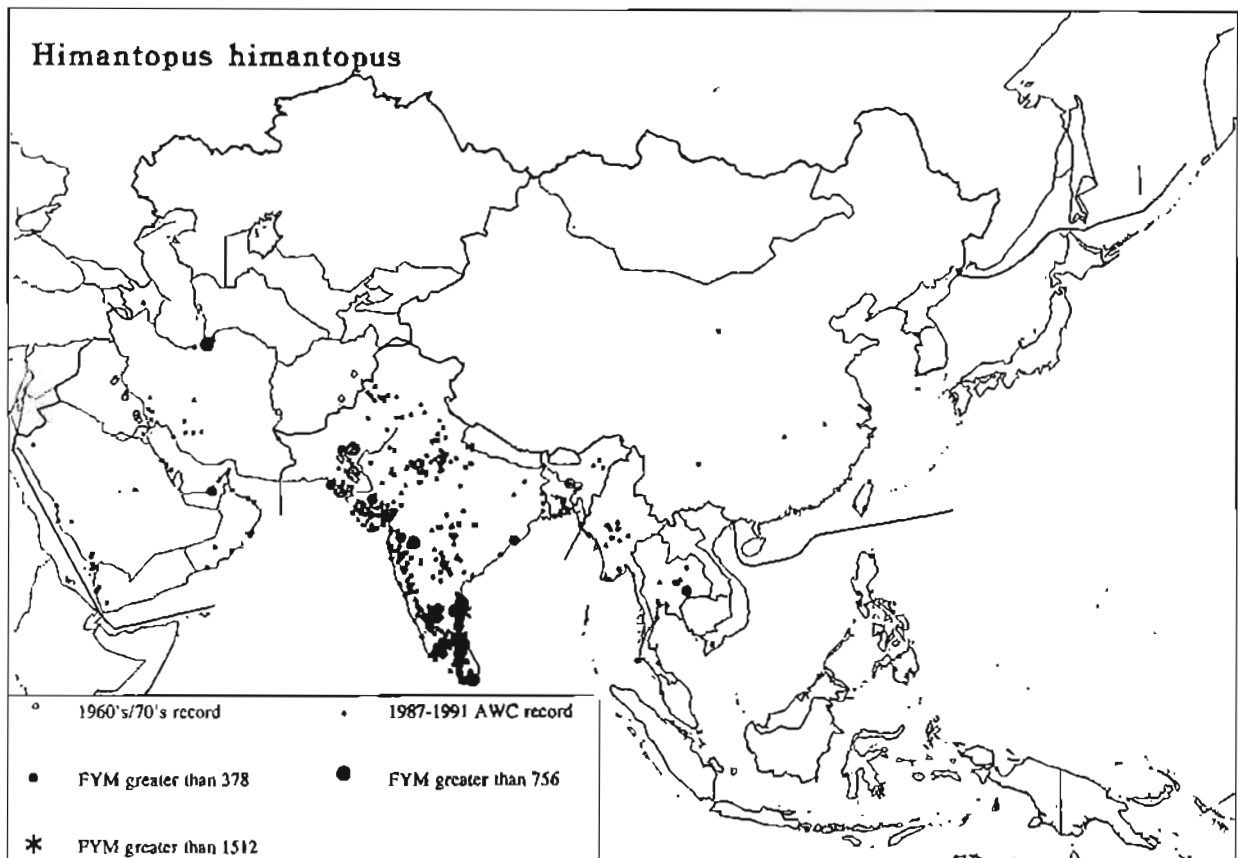 Himantopus himantopus
1960's/70's record
1987-1991 AWC record
FYM greater than 378
FYM greater than 756
FYM greater than 1512